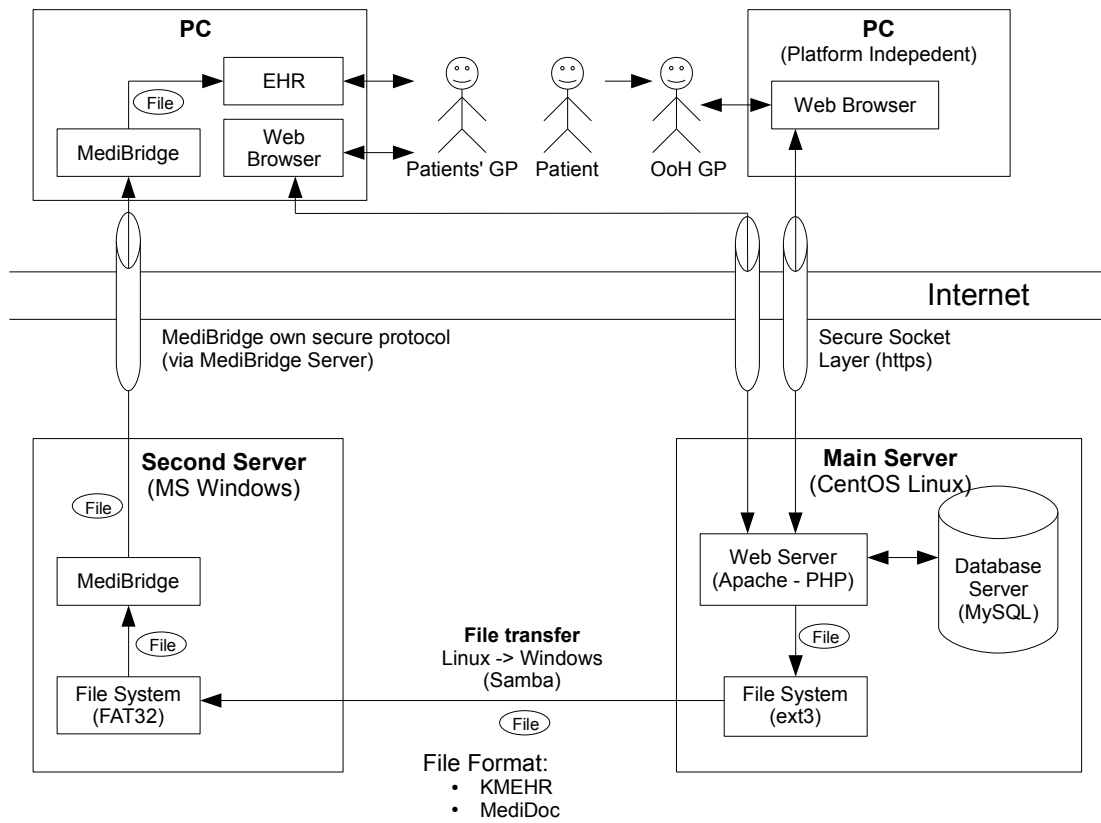 PC
PC
(Platform Indepedent)
EHR
File
Web Browser
MediBridge
Web
Browser
Patients' GP
Patient
OoH GP
Internet
MediBridge own secure protocol
(via MediBridge Server)
Secure Socket
Layer (https)
Second Server
(MS Windows)
Main Server
(CentOS Linux)
File
MediBridge
Web Server
(Apache - PHP)
Database
Server
(MySQL)
File
File
File transfer
Linux -> Windows
(Samba)
File System
(FAT32)
File System
(ext3)
File
File Format:
• KMEHR
• MediDoc